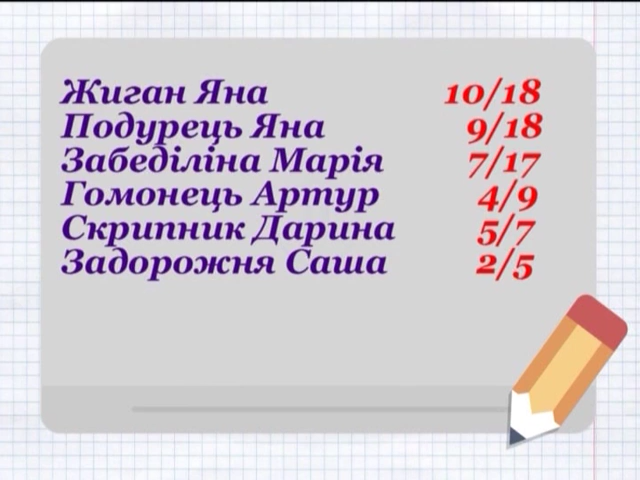 Жиган Яна 10/18
Подурець Яна 9/18
Забеділіна Марія 7/17
Гомонець Артур 4/9
Скрипник Дарина 5/7
Задорожня Саша 2/5